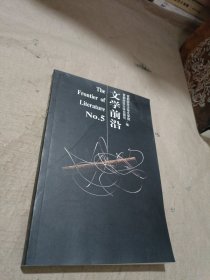 文学前沿
The
Frontier of
Literature
No.5